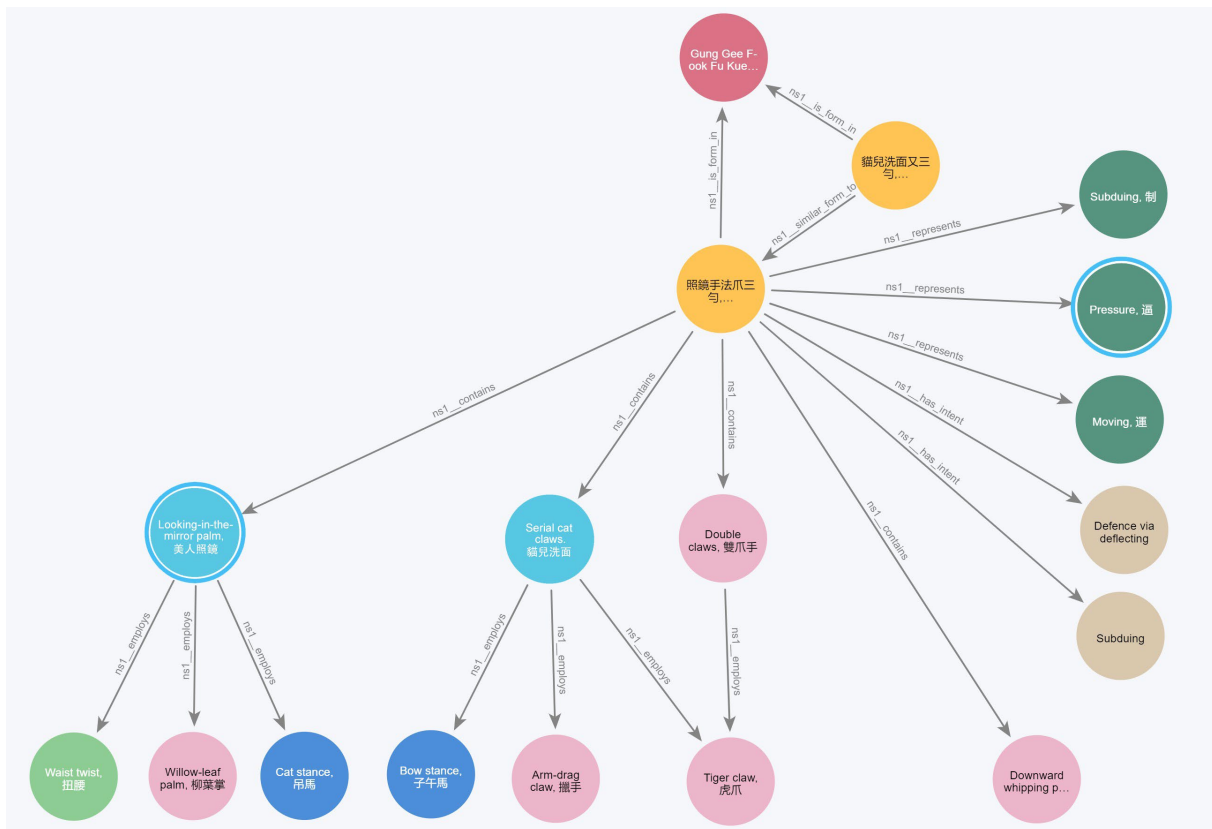 Gung Gee F-
ook Fu Kue...
ns1__is_form_in
貓兒洗面又三
勻,...
ns1__is_form_in
ns1__similar_form_to
Subduing, 制
ns1__represents
照鏡手法爪三
勻,...
ns1__represents
Pressure, 逼
ns1__represents
Moving, 運
ns1__has_intent
ns1__has_intent
ns1__contains
ns1__contains
ns1__contains
ns1__contains
Defence via
deflecting
Looking-in-the-
mirror palm,
美人照鏡
Serial cat
claws.
貓兒洗面
Double
claws, 雙爪手
Subduing
ns1__employs
ns1__employs
ns1__employs
ns1__employs
ns1__employs
ns1__employs
ns1__employs
Waist twist,
扭腰
Willow-leaf
palm, 柳葉掌
Cat stance,
吊馬
Bow stance,
子午馬
Arm-drag
claw, 擸手
Tiger claw,
虎爪
Downward
whipping p...